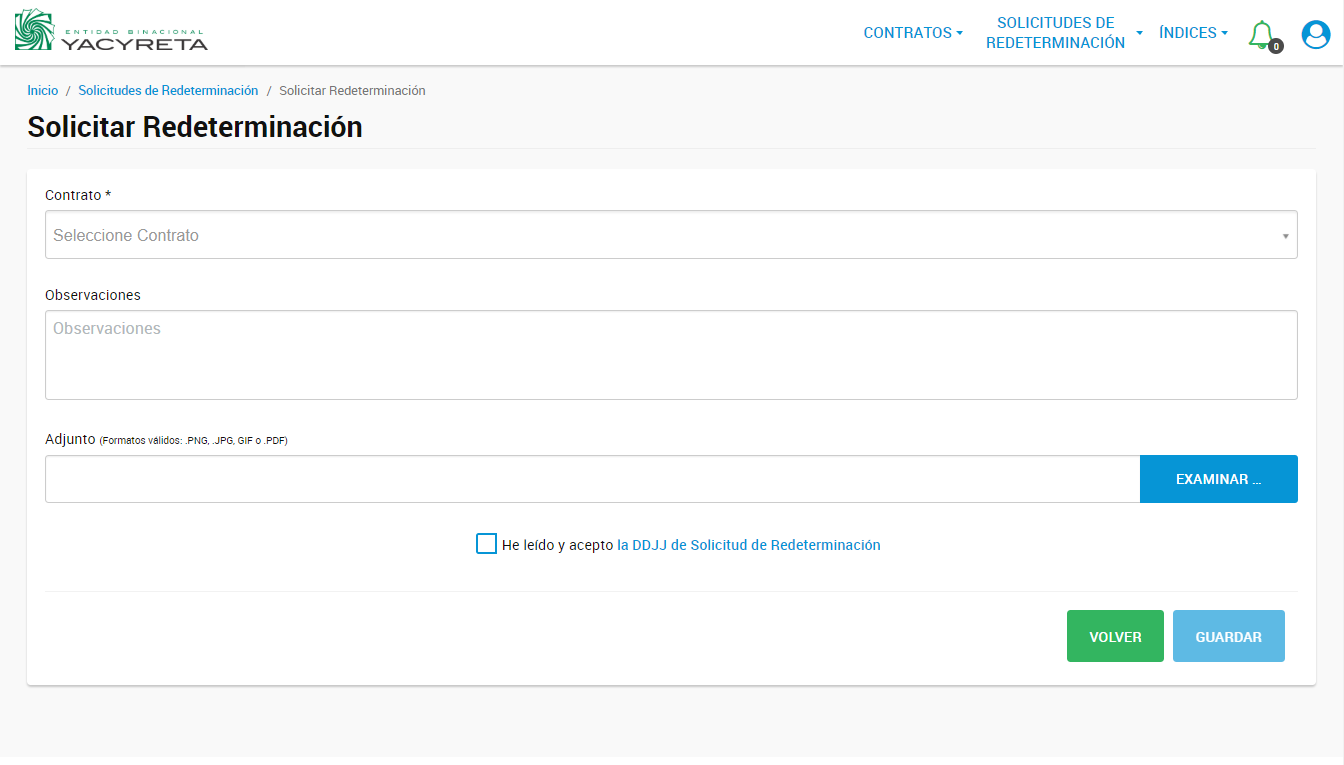 ENTIDAD BINACIONAL
YACYRETA
CONTRATOS
SOLICITUDES DE
REDETERMINACIÓN
ÍNDICES
0
Inicio / Solicitudes de Redeterminación / Solicitar Redeterminación
Solicitar Redeterminación
Contrato *
Seleccione Contrato
Observaciones
Observaciones
Adjunto (Formatos válidos: .PNG, .JPG, GIF o .PDF)
EXAMINAR ...
He leído y acepto la DDJJ de Solicitud de Redeterminación
VOLVER GUARDAR